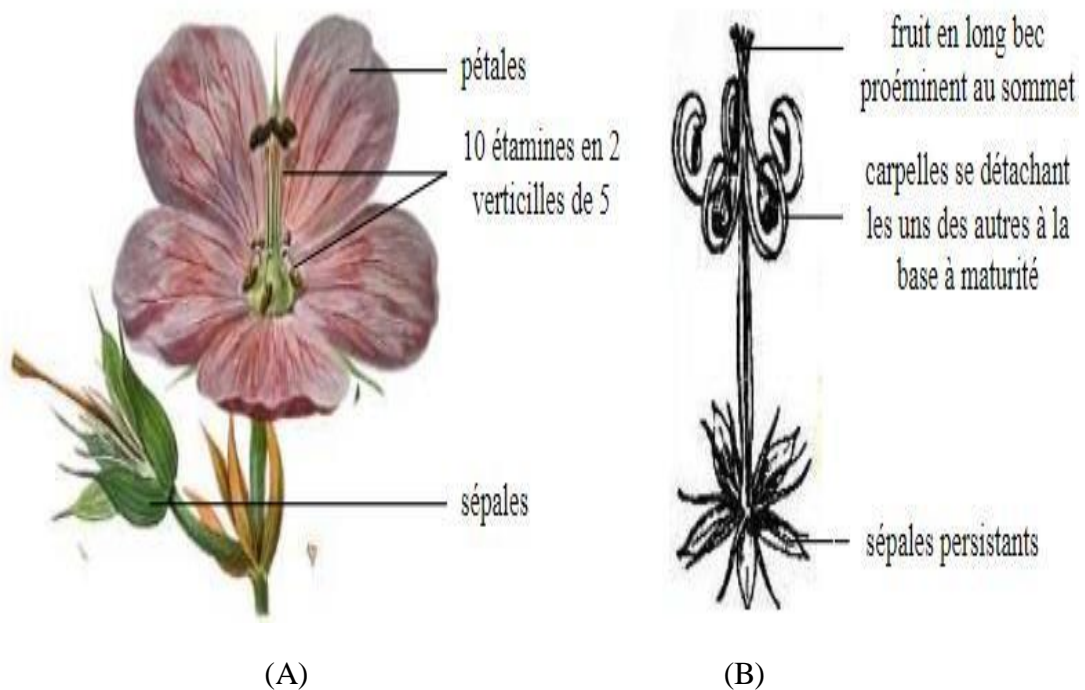 pétales
10 étamines en 2
verticilles de 5
sépales
(A)
fruit en long bec
proéminent au sommet
carpelles se détachant
les uns des autres à la
base à maturité
sépales persistants
(B)